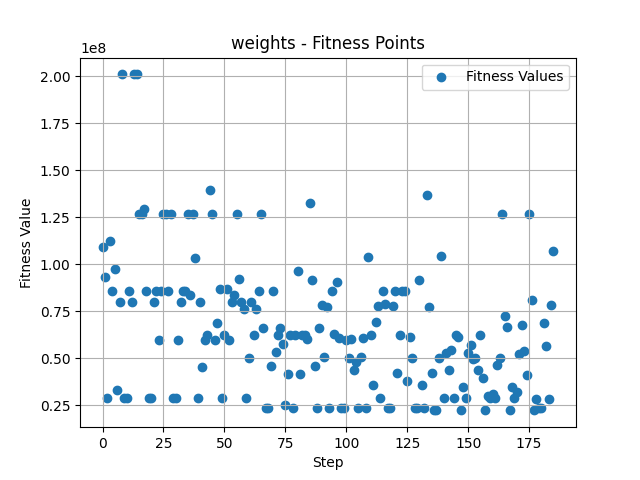 weights - Fitness Points
1e8
Fitness Values
2.00
1.75
1.50
1.25
1.00
0.75
0.50
0.25
Fitness Value
0 25 50 75 100 125 150 175
Step